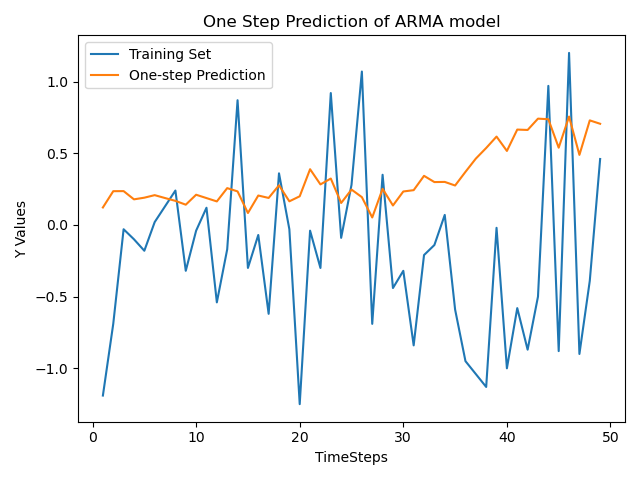 One Step Prediction of ARMA model
Training Set
One-step Prediction
1.0
0.5
0.0
−0.5
−1.0
Y Values
0 10 20 30 40 50
TimeSteps